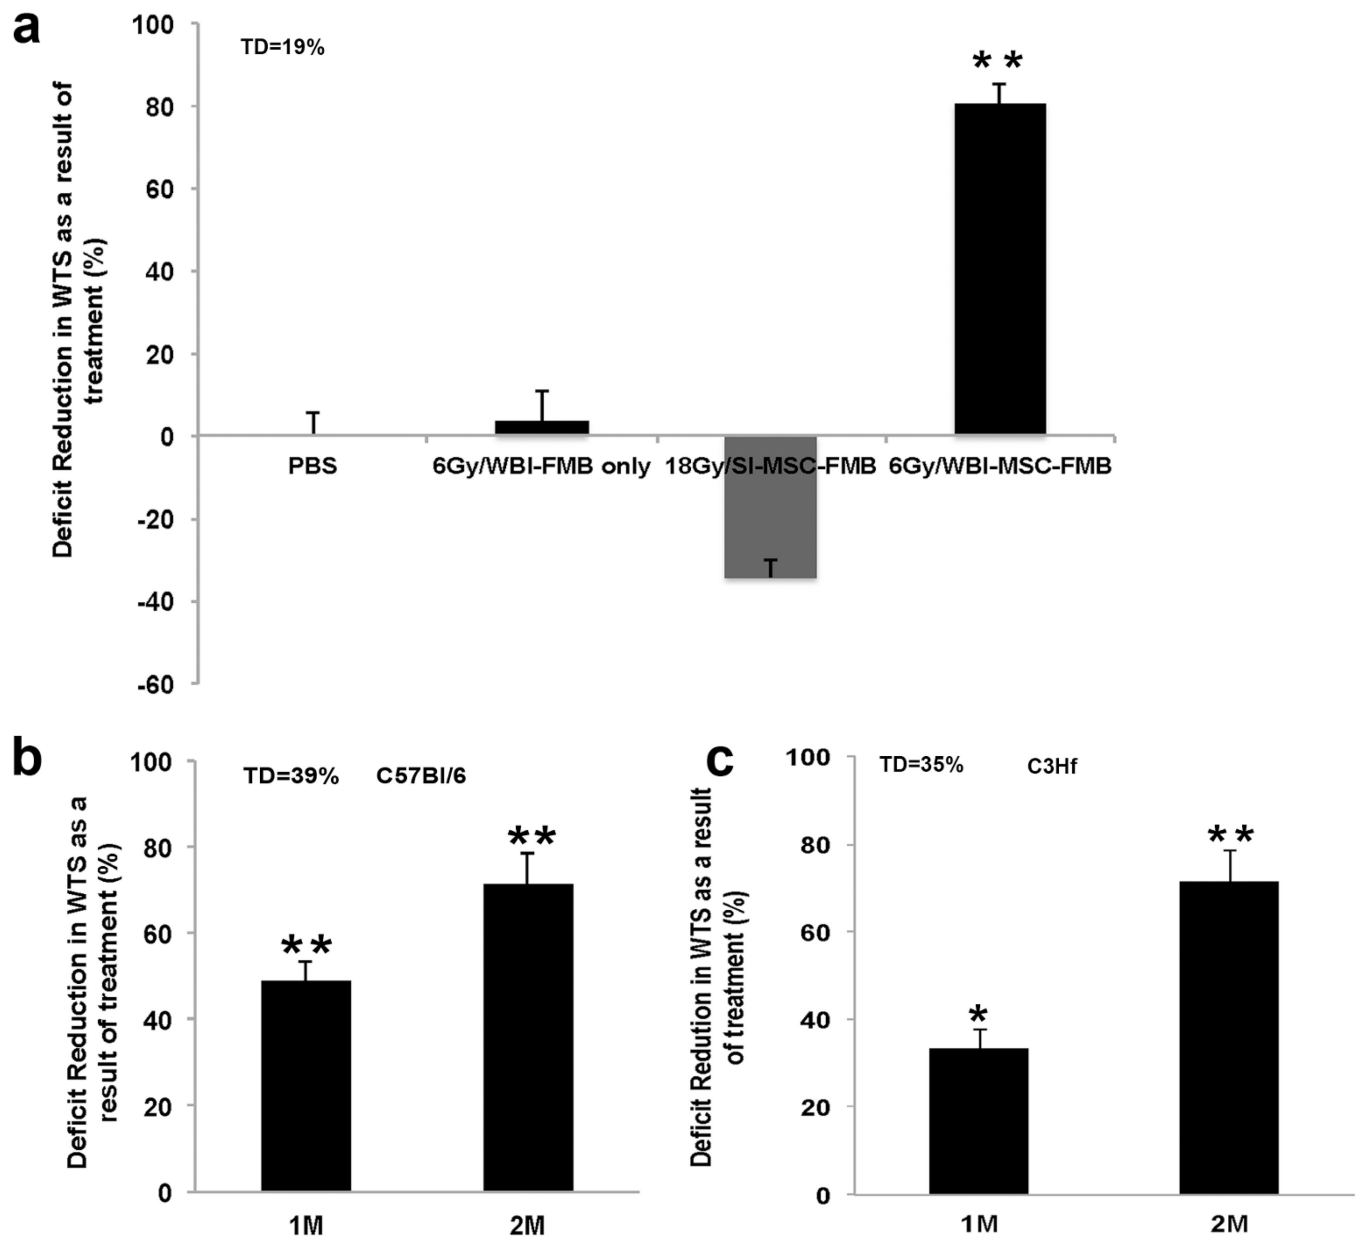 a
Deficit Reduction in WTS as a result of
treatment (%)
100
80
60
40
20
0
-20
-40
-60
TD=19%
**
PBS
6Gy/WBI-FMB only
18Gy/SI-MSC-FMB
6Gy/WBI-MSC-FMB
b
Deficit Reduction in WTS as a
result of treatment (%)
100
80
60
40
20
0
TD=39%
C57Bl/6
**
**
1M
2M
c
Deficit Redution in WTS as a result
of treatment (%)
100
80
60
40
20
0
TD=35%
C3Hf
*
**
1M
2M